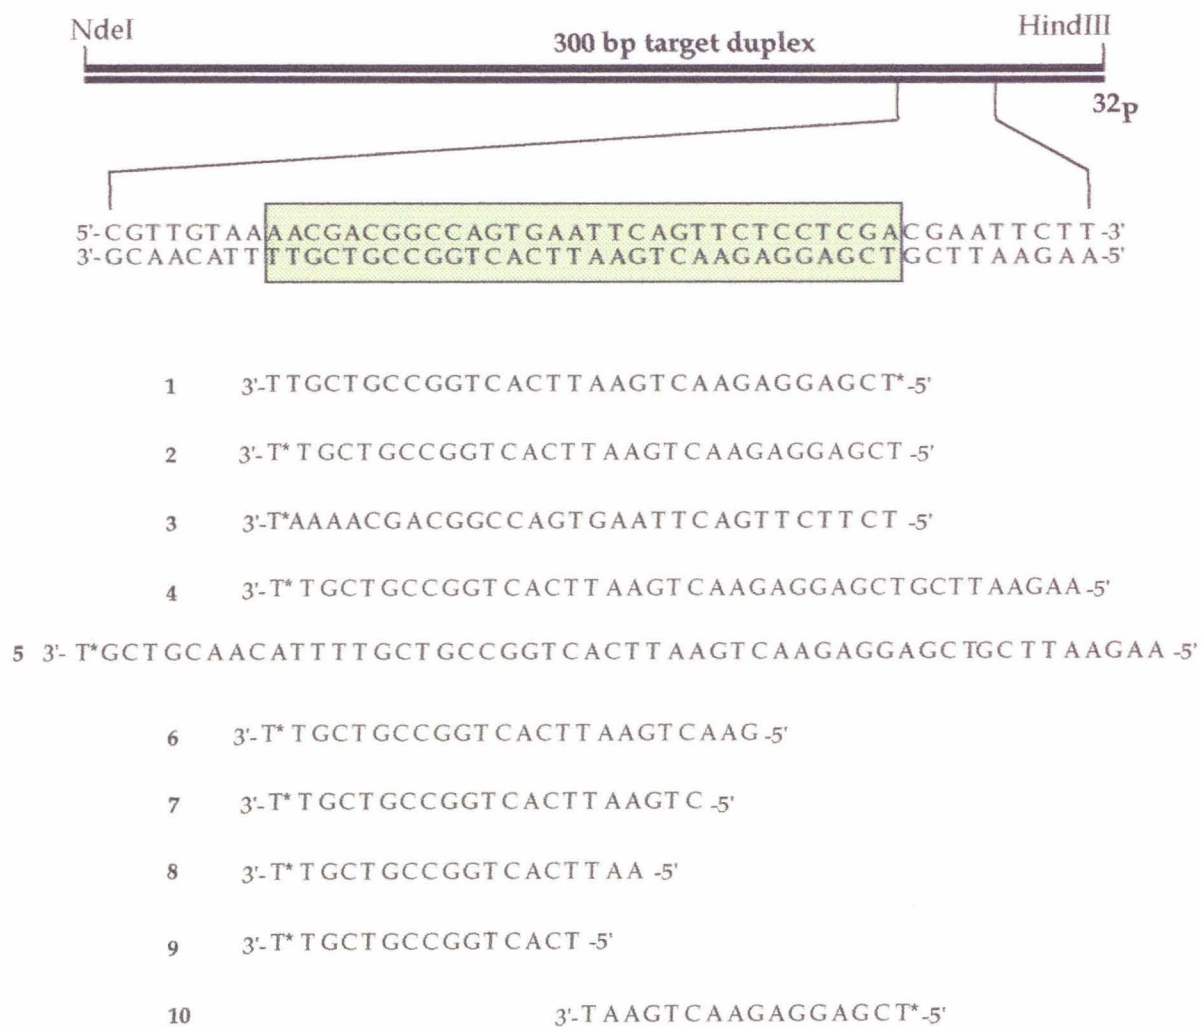 NdeI
300 bp target duplex
HindIII
32P
5'-CGTTGTAAAACGACGGCCAGTGAATTCAGTTCTCCTCGACGAATTCTT-3'
3'-GCAACATTTTGCTGCCGGTCACTTAAGTCAAGAGGAGCTGCTTAAGAA-5'
1 3'-TTGCTGCCGGTCACTTAAGTCAAGAGGAGCT*-5'
2 3'-T*TGCTGCCGGTCACTTAAGTCAAGAGGAGCT-5'
3 3'-T*AAAACGACGGCCAGTGAATTCAGTTCTTCT-5'
4 3'-T*TGCTGCCGGTCACTTAAGTCAAGAGGAGCTGCTTAAGAA-5'
5 3'-T*GCTGCAACATTTTGCTGCCGGTCACTTAAGTCAAGAGGAGCTGCTTAAGAA-5'
6 3'-T*TGCTGCCGGTCACTTAAGTCAAG-5'
7 3'-T*TGCTGCCGGTCACTTAAGTC-5'
8 3'-T*TGCTGCCGGTCACTTAA-5'
9 3'-T*TGCTGCCGGTCACT-5'
10 3'-TAAGTCAAGAGGAGCT*-5'